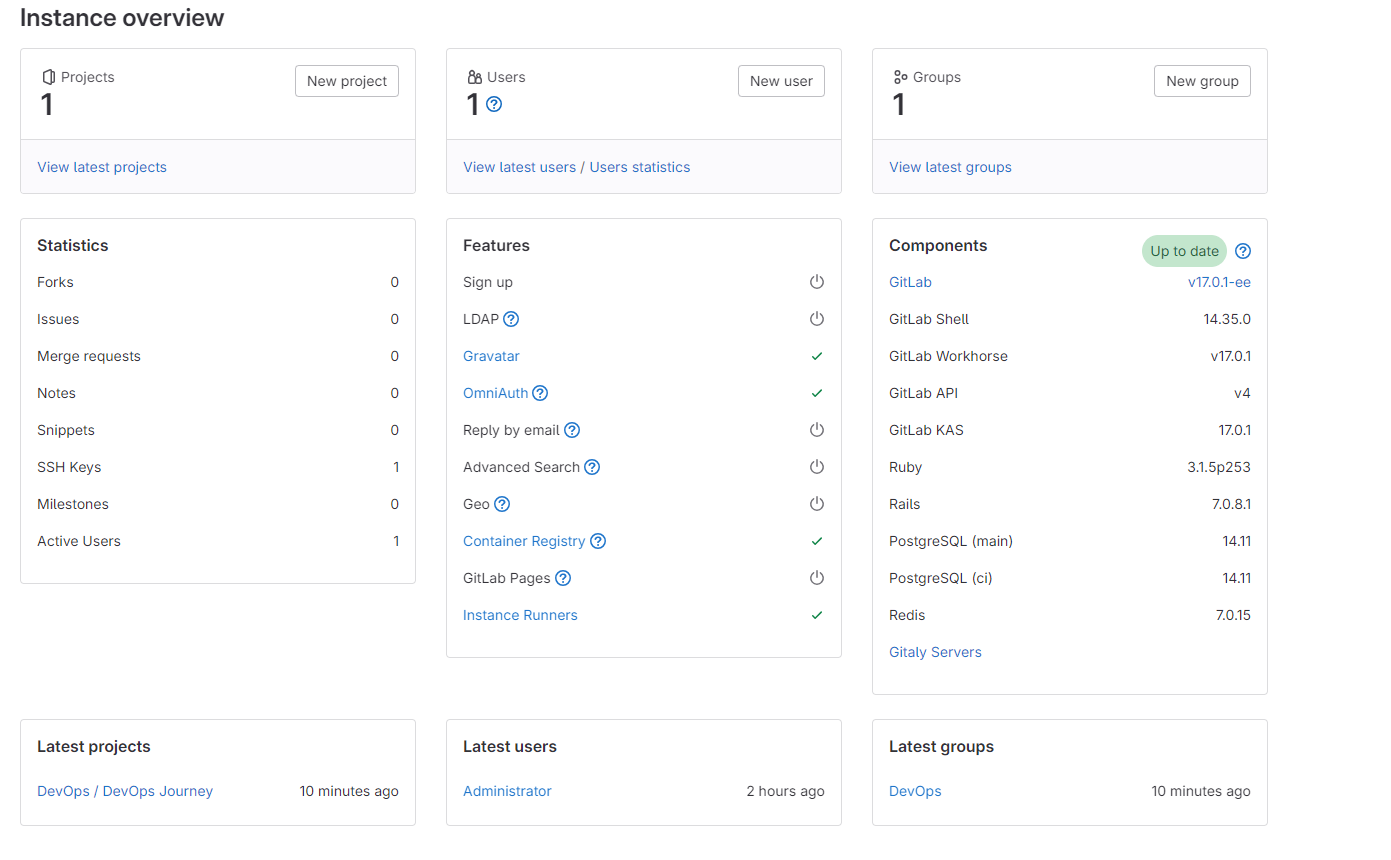 Instance overview
Projects
1
New project
View latest projects
Users
1
New user
View latest users / Users statistics
Groups
1
New group
View latest groups
Statistics
Forks 0
Issues 0
Merge requests 0
Notes 0
Snippets 0
SSH Keys 1
Milestones 0
Active Users 1
Features
Sign up
LDAP
Gravatar
OmniAuth
Reply by email
Advanced Search
Geo
Container Registry
GitLab Pages
Instance Runners
Components Up to date
GitLab v17.0.1-ee
GitLab Shell 14.35.0
GitLab Workhorse v17.0.1
GitLab API v4
GitLab KAS 17.0.1
Ruby 3.1.5p253
Rails 7.0.8.1
PostgreSQL (main) 14.11
PostgreSQL (ci) 14.11
Redis 7.0.15
Gitaly Servers
Latest projects
DevOps / DevOps Journey 10 minutes ago
Latest users
Administrator 2 hours ago
Latest groups
DevOps 10 minutes ago